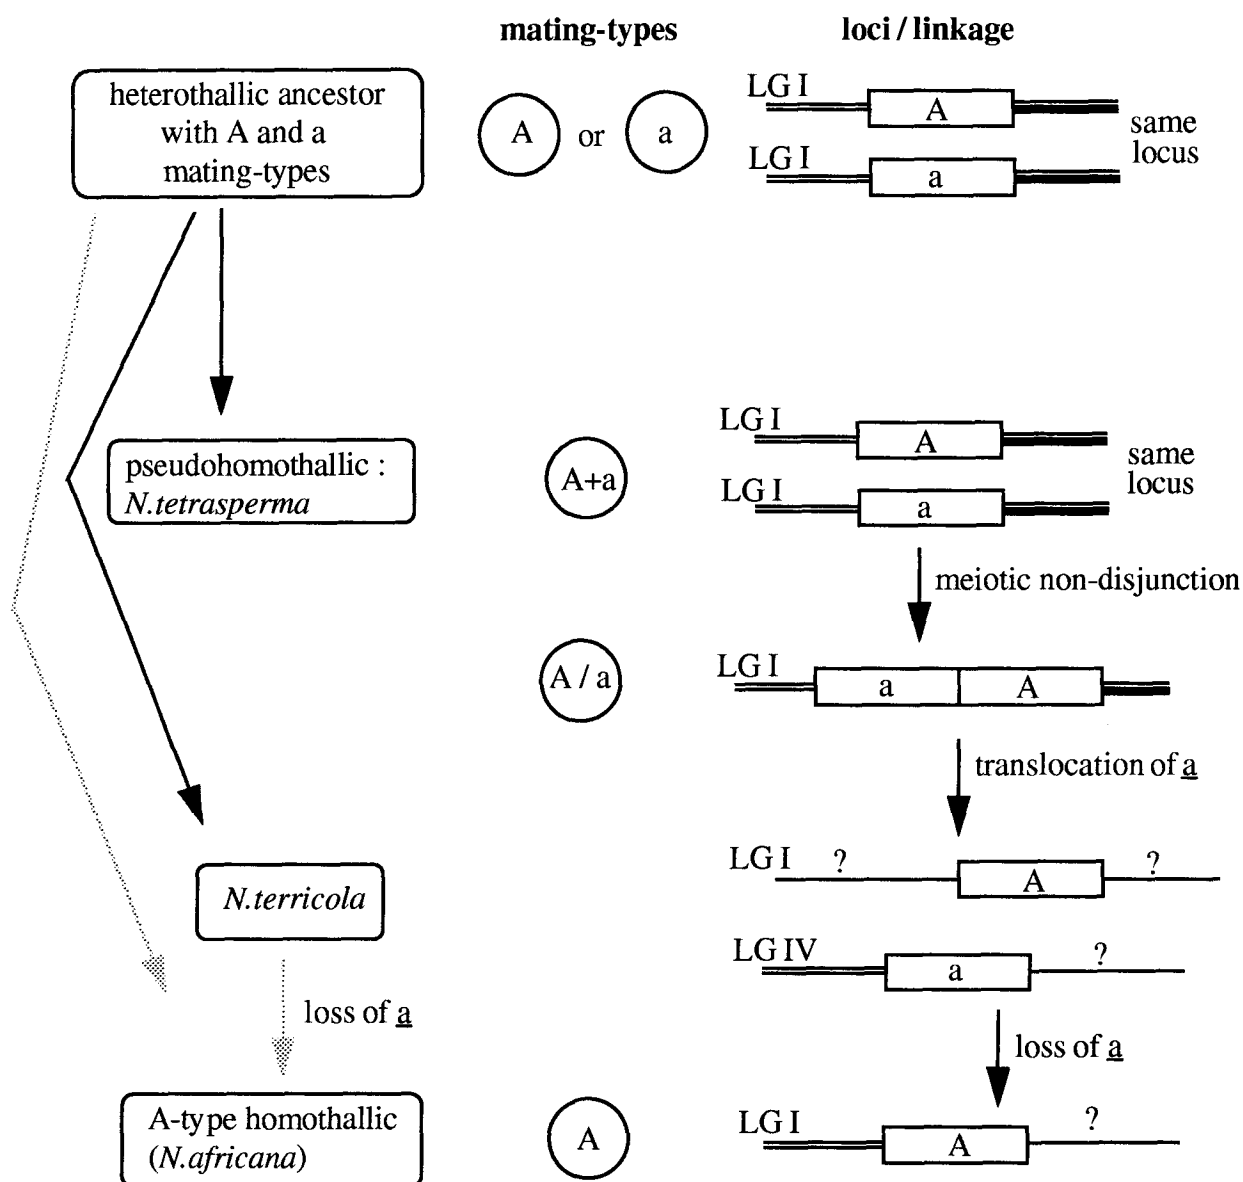 mating-types
loci / linkage
heterothallic ancestor
with A and a
mating-types
A or a
LG I
A
LG I
a
same
locus
pseudohomothallic :
N.tetrasperma
A+a
LG I
A
LG I
a
same
locus
meiotic non-disjunction
A / a
LG I
a
A
translocation of a
N.terricola
LG I
?
A
?
LG IV
a
?
loss of a
loss of a
A-type homothallic
(N.africana)
A
LG I
A
?